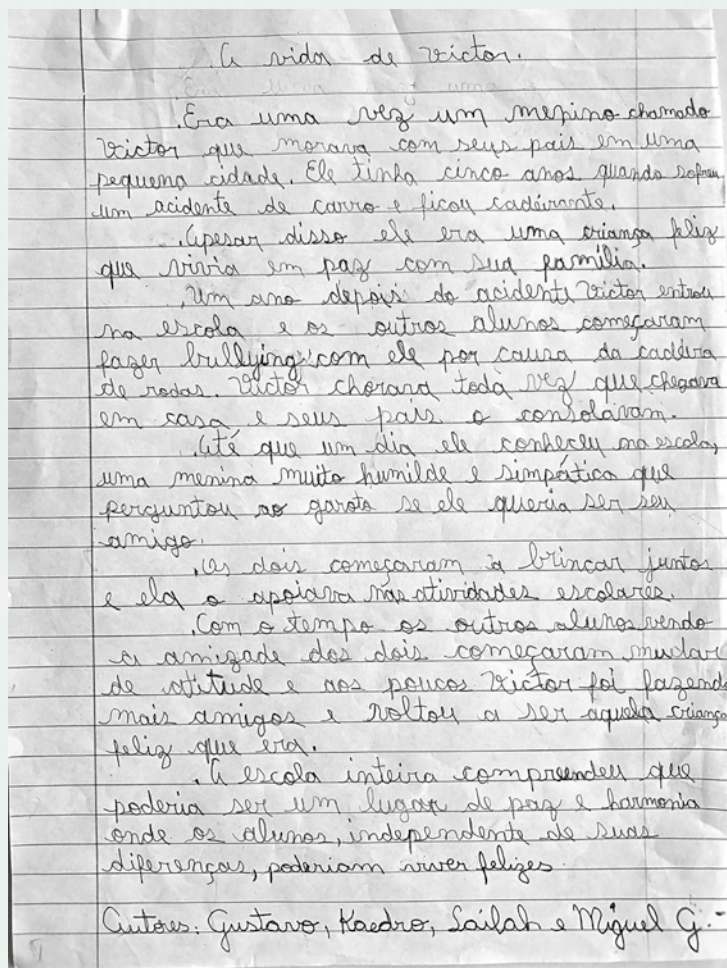 A vida de Victor.
Era uma vez um menino chamado
Victor que morava com seus pais em uma
pequena cidade. Ele tinha cinco anos quando sofreu
um acidente de carro e ficou cadeirante.
Apesar disso ele era uma criança feliz
que vivia em paz com sua família.
Um ano depois do acidente Victor entrou
na escola e os outros alunos começaram
fazer bullying com ele por causa da cadeira
de rodas. Victor chorava toda vez que chegava
em casa e seus pais o consolavam.
Até que um dia ele conheceu na escola,
uma menina muito humilde e simpática que
perguntou ao garoto se ele queria ser seu
amigo.
Os dois começaram à brincar juntos
e ela o apoiava nas atividades escolares.
Com o tempo os outros alunos vendo
a amizade dos dois começaram mudar
de atitude e aos poucos Victor foi fazendo
mais amigos e voltou a ser aquela criança
feliz que era.
A escola inteira compreendeu que
poderia ser um lugar de paz e harmonia
onde os alunos, independente de suas
diferenças, poderiam viver felizes.
Autores: Gustavo, Kaedro, Sailah e Miguel G.-